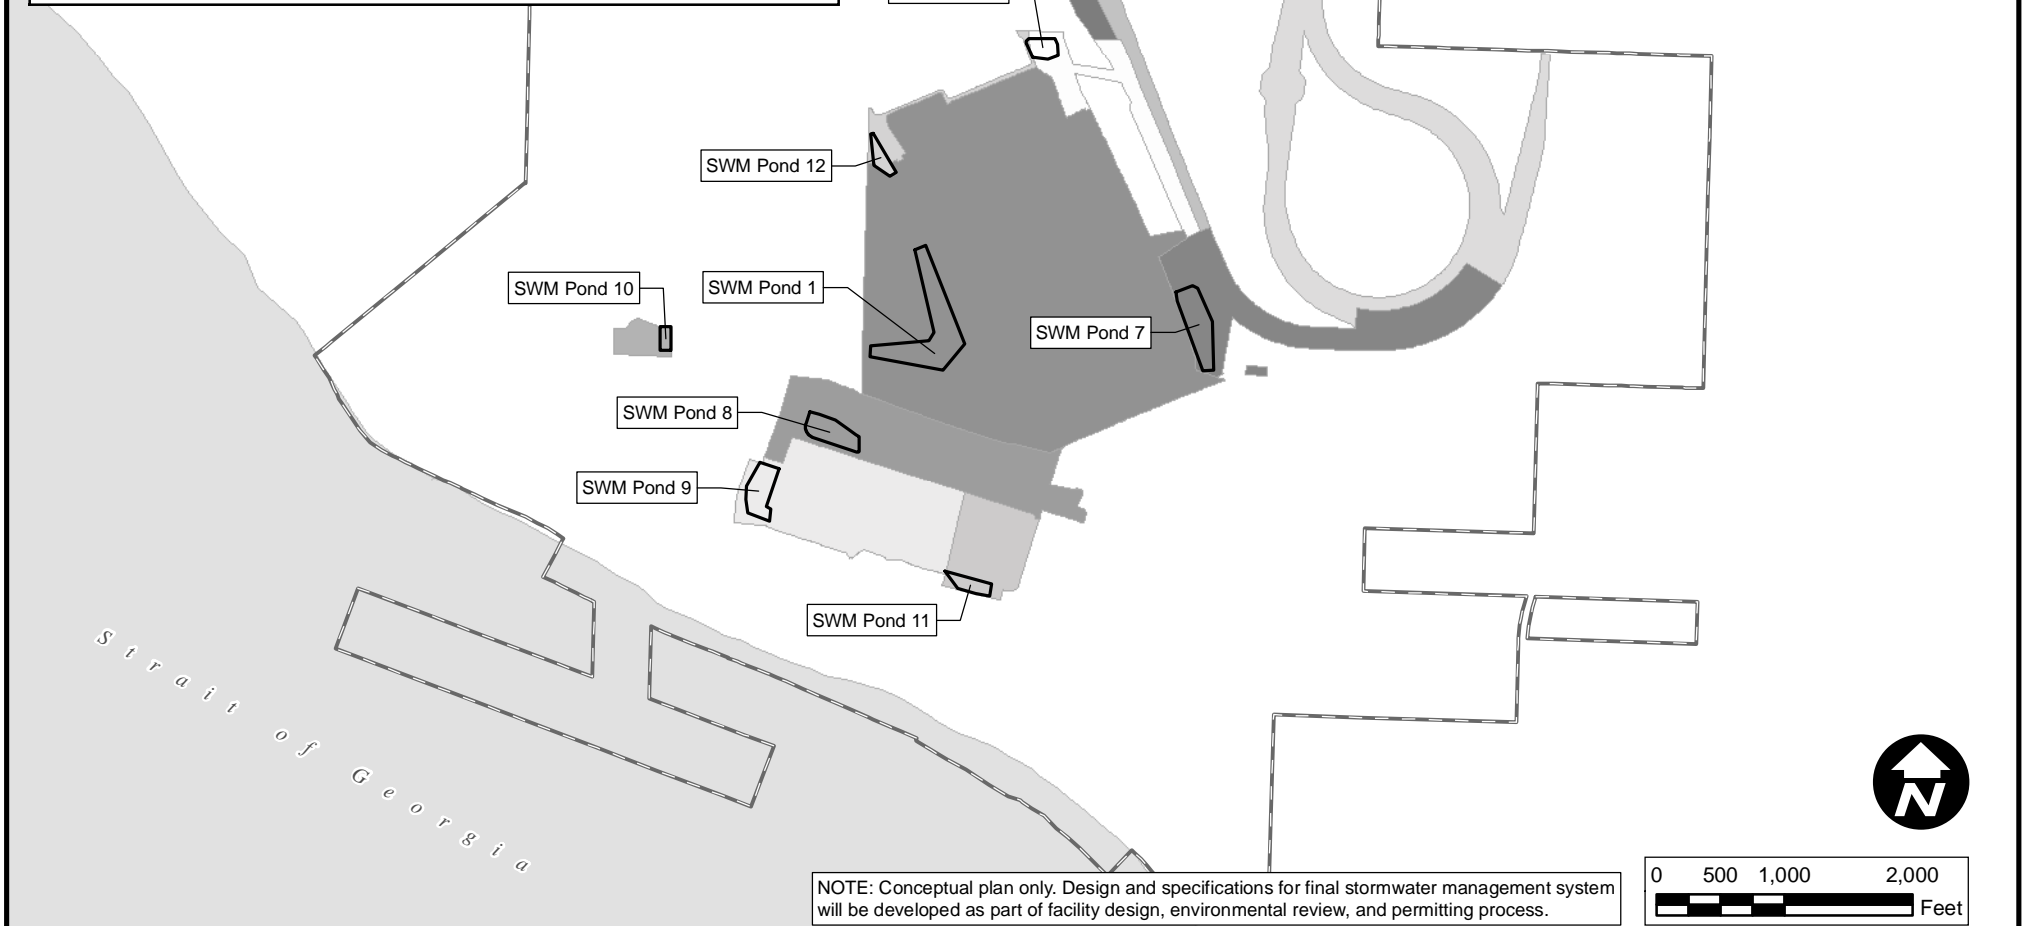 SWM Pond 12
SWM Pond 10
SWM Pond 1
SWM Pond 7
SWM Pond 8
SWM Pond 9
SWM Pond 11
Strait of Georgia
N
NOTE: Conceptual plan only. Design and specifications for final stormwater management system
will be developed as part of facility design, environmental review, and permitting process.
0 500 1,000 2,000
Feet